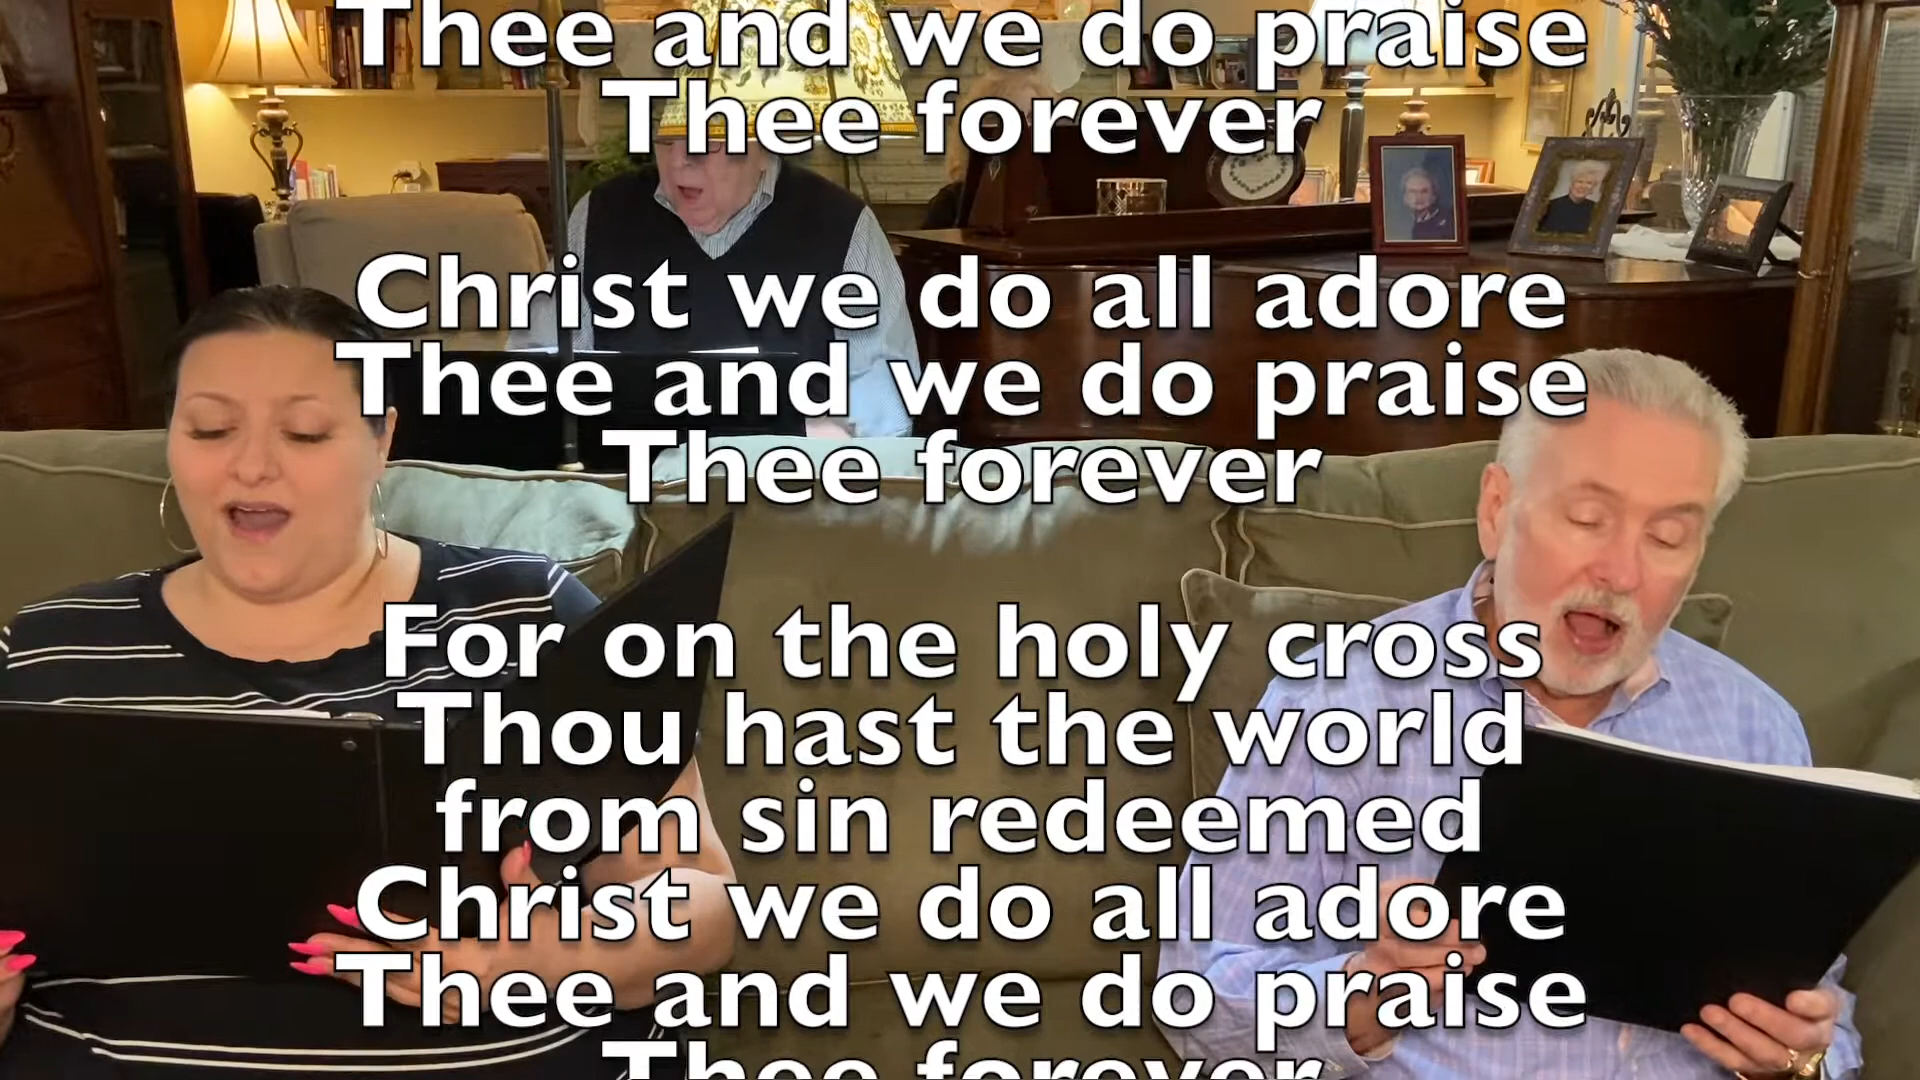 Thee and we do praise
Thee forever
Christ we do all adore
Thee and we do praise
Thee forever
For on the holy cross
Thou hast the world
from sin redeemed
Christ we do all adore
Thee and we do praise
Thee forever